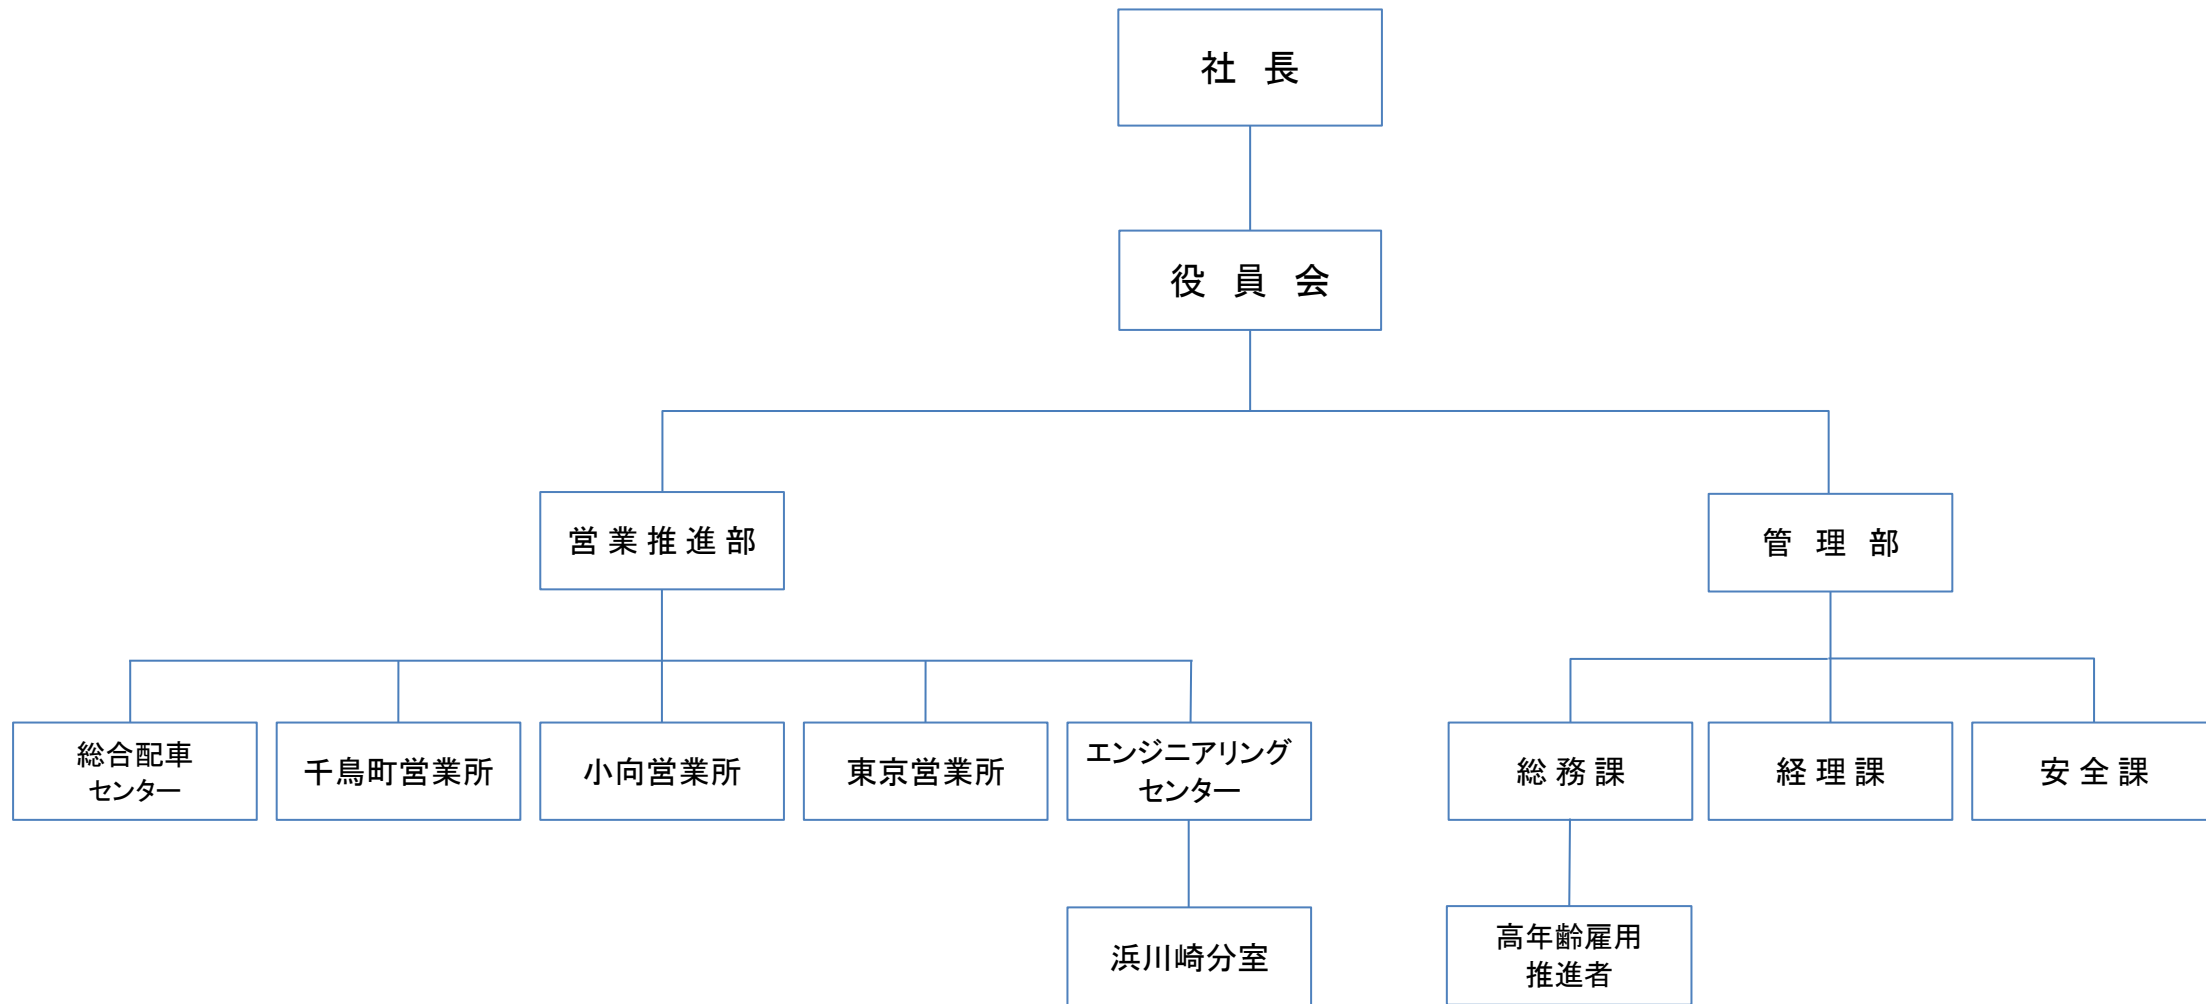 社 長
役 員 会
営 業 推 進 部
管 理 部
総合配車
センター
千鳥町営業所
小向営業所
東京営業所
エンジニアリング
センター
総 務 課
経 理 課
安 全 課
浜川崎分室
高年齢雇用
推進者